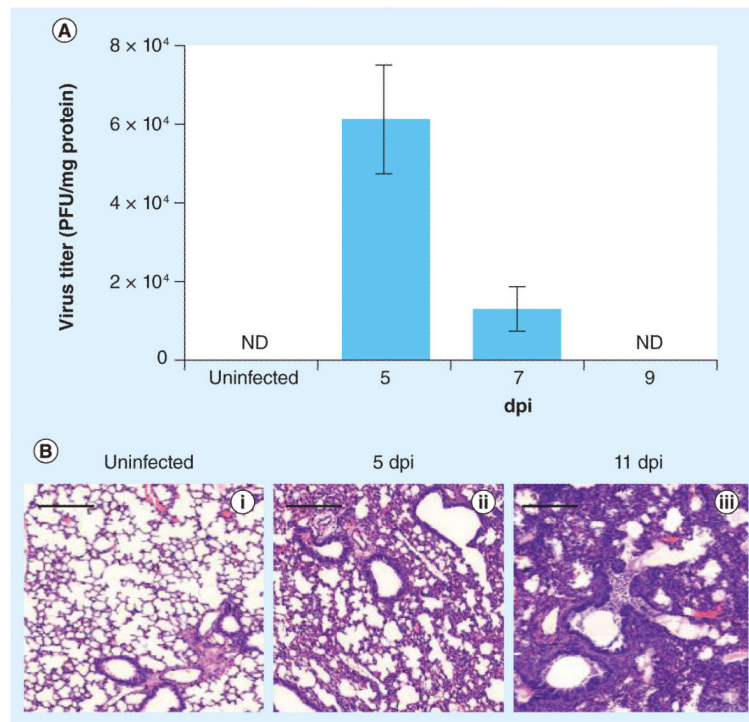 A
Virus titer (PFU/mg protein)
8 × 10⁴
6 × 10⁴
4 × 10⁴
2 × 10⁴
0
ND
ND
Uninfected
5
7
9
dpi
B
Uninfected
5 dpi
11 dpi
i
ii
iii